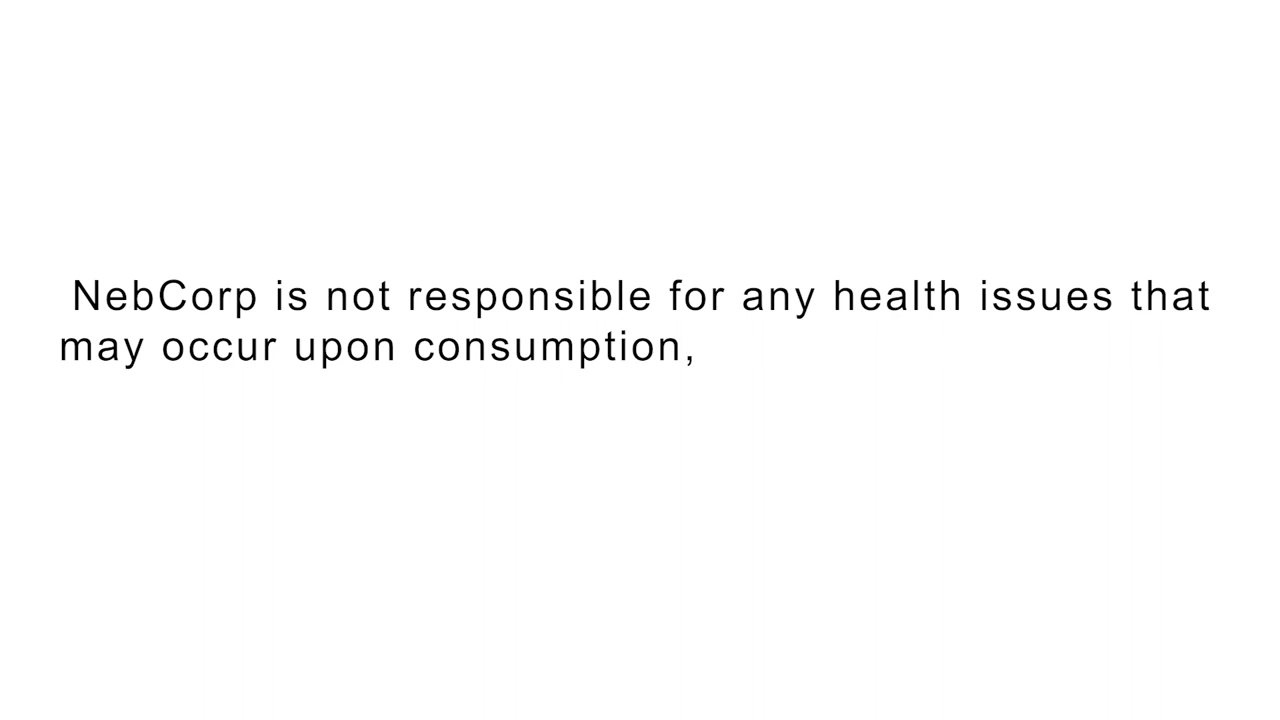 NebCorp is not responsible for any health issues that
may occur upon consumption,